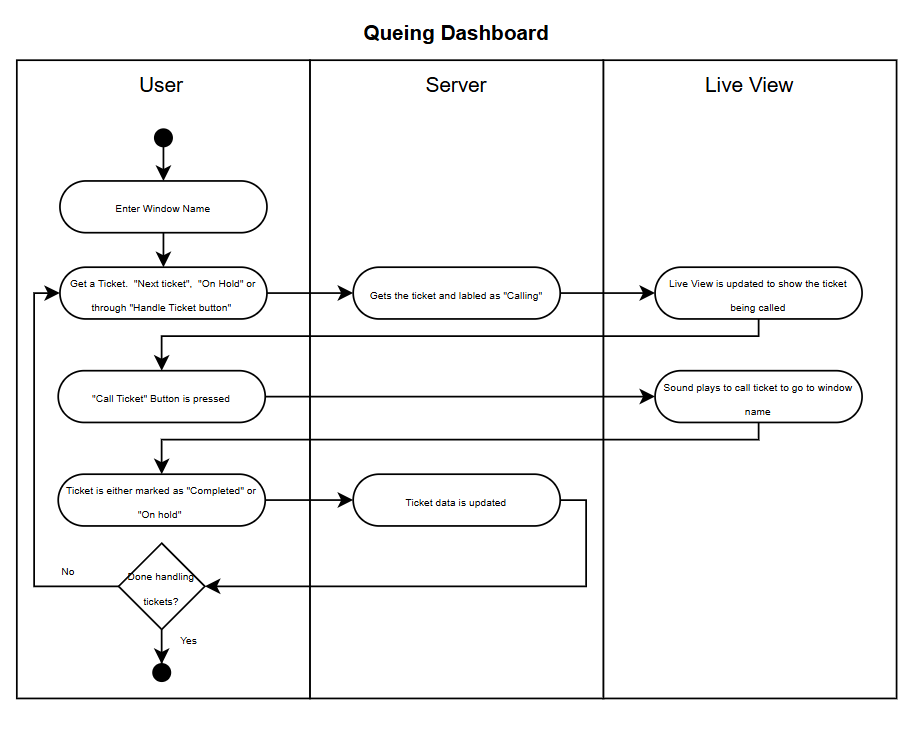 Queing Dashboard
User
Server
Live View
Enter Window Name
Get a Ticket. "Next ticket", "On Hold" or
through "Handle Ticket button"
Gets the ticket and labled as "Calling"
Live View is updated to show the ticket
being called
"Call Ticket" Button is pressed
Sound plays to call ticket to go to window
name
Ticket is either marked as "Completed" or
"On hold"
Ticket data is updated
Done handling
tickets?
No
Yes